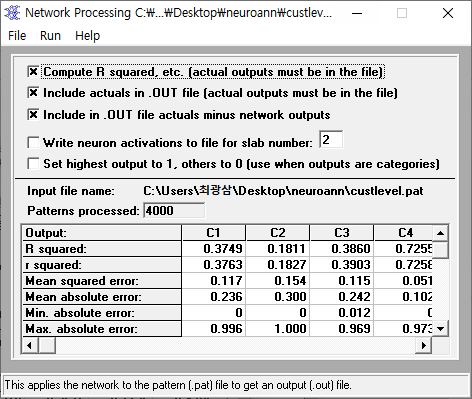 Network Processing C:₩...₩Desktop₩neuroann₩custlevel....
File Run Help
Compute R squared, etc. (actual outputs must be in the file)
Include actuals in .OUT file (actual outputs must be in the file)
Include in .OUT file actuals minus network outputs
Write neuron activations to file for slab number: 2
Set highest output to 1, others to 0 (use when outputs are categories)
Input file name: C:\Users\최광삼\Desktop\neuroann\custlevel.pat
Patterns processed: 4000
Output: C1 C2 C3 C4
R squared: 0.3749 0.1811 0.3860 0.7255
r squared: 0.3763 0.1827 0.3903 0.7258
Mean squared error: 0.117 0.154 0.115 0.051
Mean absolute error: 0.236 0.300 0.242 0.102
Min. absolute error: 0 0 0.012 0
Max. absolute error: 0.996 1.000 0.969 0.973
This applies the network to the pattern (.pat) file to get an output (.out) file.